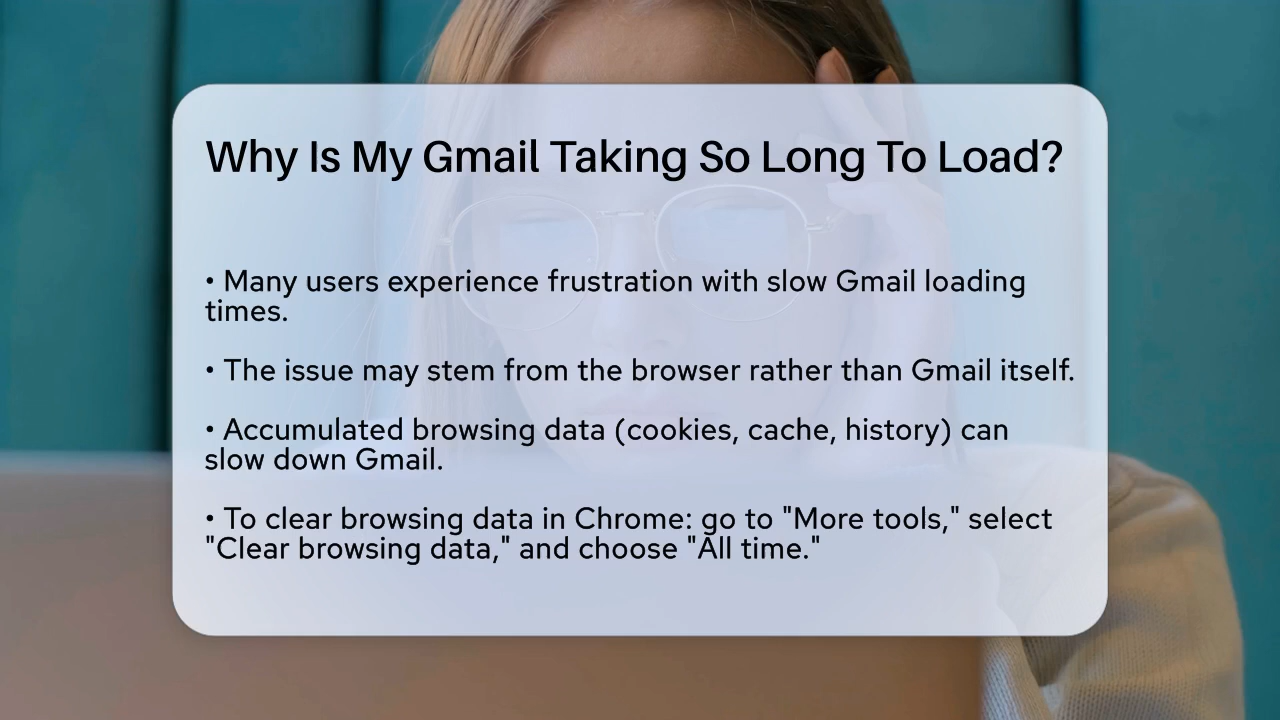 Why Is My Gmail Taking So Long To Load?
• Many users experience frustration with slow Gmail loading
times.
• The issue may stem from the browser rather than Gmail itself.
• Accumulated browsing data (cookies, cache, history) can
slow down Gmail.
• To clear browsing data in Chrome: go to "More tools," select
"Clear browsing data," and choose "All time."